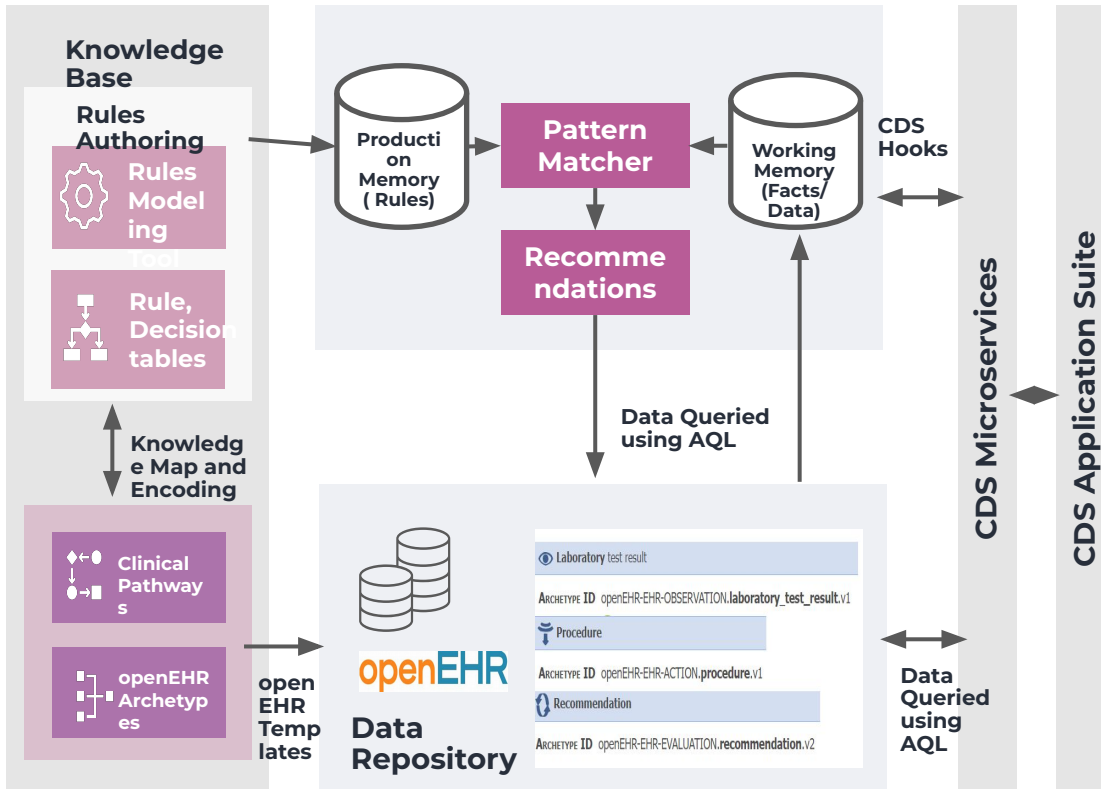 Knowledge
Base
Rules
Authoring
Rules
Model
ing
Tool
Rule,
Decision
tables
Knowledg
e Map and
Encoding
Clinical
Pathway
s
openEHR
Archetyp
es
Producti
on
Memory
( Rules)
Pattern
Matcher
Recomme
ndations
Working
Memory
(Facts/
Data)
CDS
Hooks
Data Queried
using AQL
open
EHR
Temp
lates
openEHR
Data
Repository
Laboratory test result
ARCHETYPE ID openEHR-EHR-OBSERVATION.laboratory_test_result.v1
Procedure
ARCHETYPE ID openEHR-EHR-ACTION.procedure.v1
Recommendation
ARCHETYPE ID openEHR-EHR-EVALUATION.recommendation.v2
Data
Queried
using
AQL
CDS Microservices
CDS Application Suite